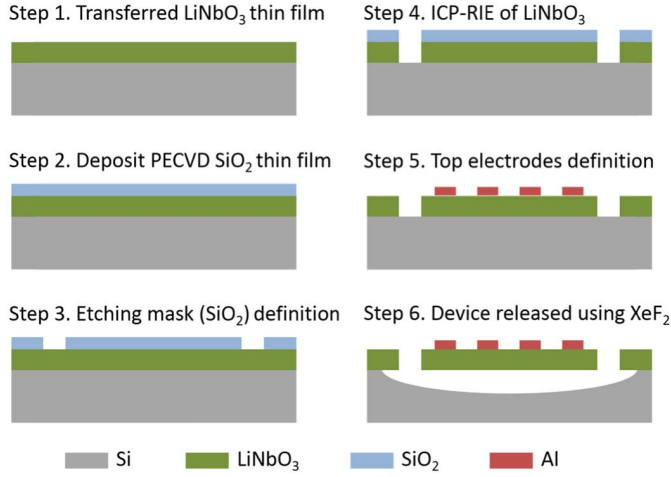 Step 1. Transferred LiNbO₃ thin film
Step 2. Deposit PECVD SiO₂ thin film
Step 3. Etching mask (SiO₂) definition
Step 4. ICP-RIE of LiNbO₃
Step 5. Top electrodes definition
Step 6. Device released using XeF₂
Si
LiNbO₃
SiO₂
Al